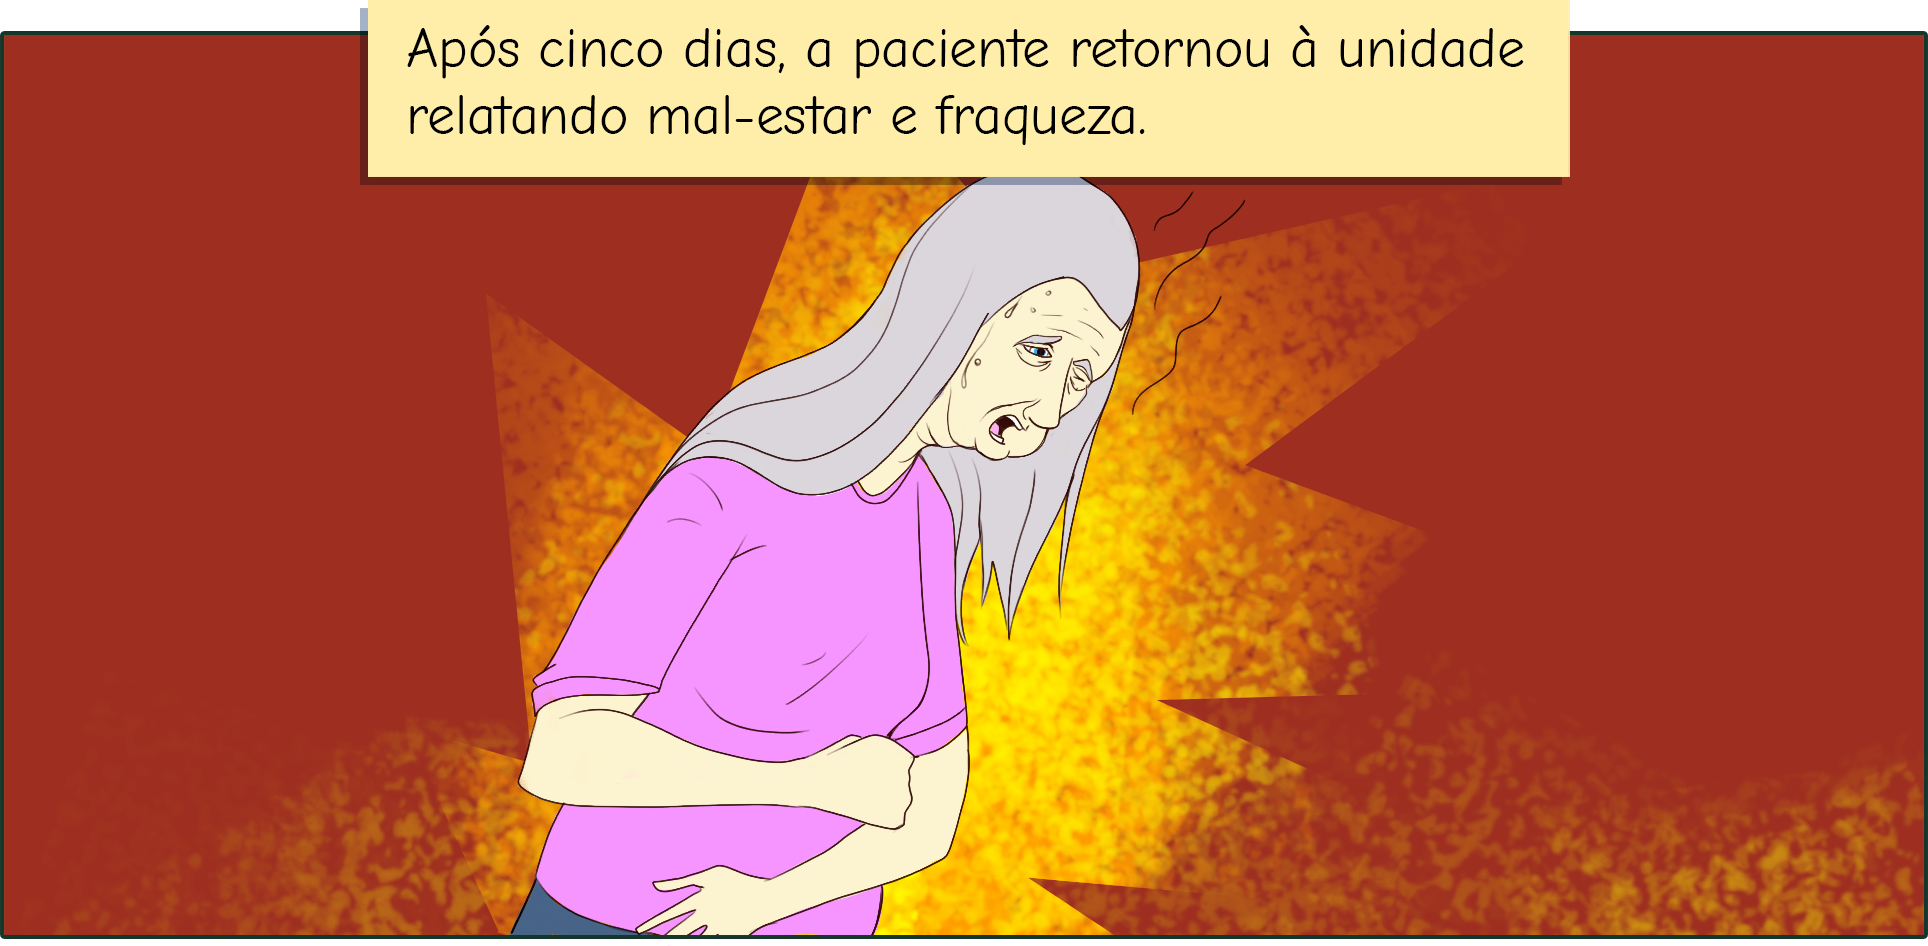 Após cinco dias, a paciente retornou à unidade
relatando mal-estar e fraqueza.